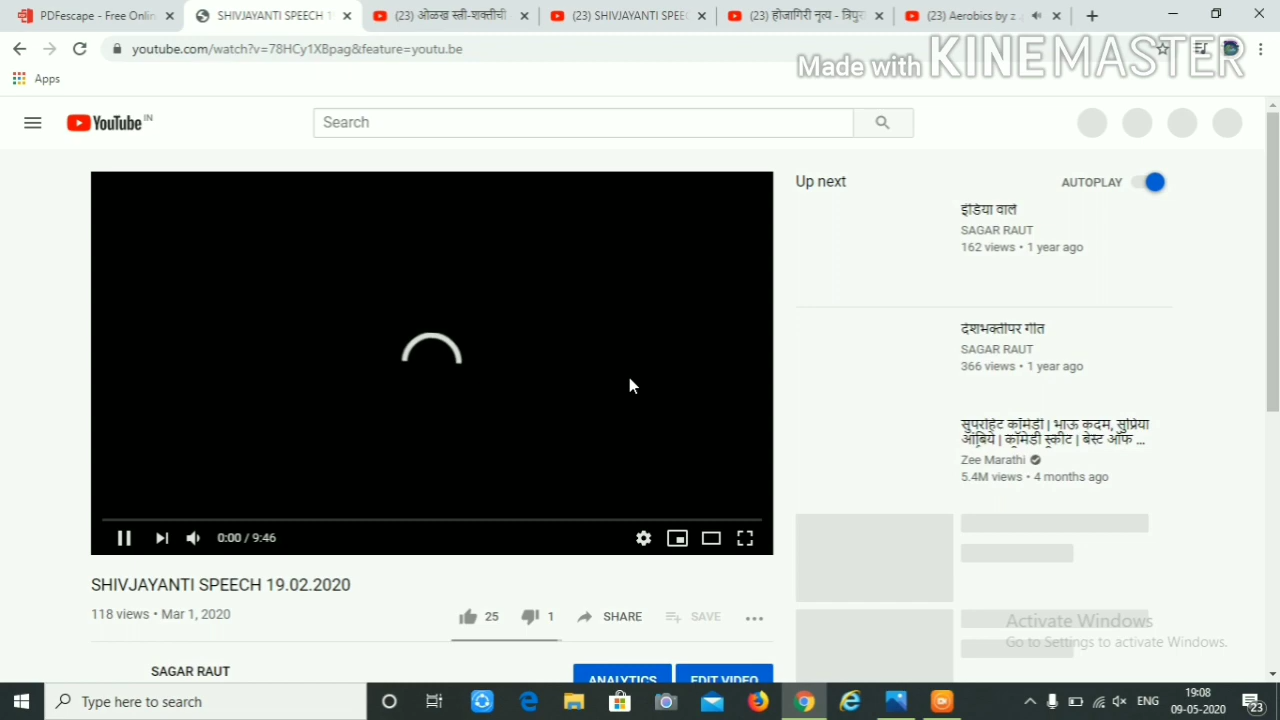 PDFescape - Free Onlin
SHIVJAYANTI SPEECH 1
(23) ओळख स्त्री-शक्तीची
(23) SHIVJAYANTI SPEEC
(23) होजागिरी नृत्य - त्रिपु
(23) Aerobics by z
youtube.com/watch?v=78HCy1XBpag&feature=youtu.be
Made with KINEMASTER
Apps
YouTube IN
Search
Up next
AUTOPLAY
इंडिया वाले
SAGAR RAUT
162 views • 1 year ago
देशभक्तीपर गीत
SAGAR RAUT
366 views • 1 year ago
सुपरहिट कॉमेडी | भाऊ कदम, सुप्रिया
आंबिये | कॉमेडी स्कीट | बेस्ट ऑफ ...
Zee Marathi
5.4M views • 4 months ago
0:00 / 9:46
SHIVJAYANTI SPEECH 19.02.2020
118 views • Mar 1, 2020
25
1
SHARE
SAVE
SAGAR RAUT
ANALYTICS
EDIT VIDEO
Activate Windows
Go to Settings to activate Windows.
Type here to search
ENG
19:08
09-05-2020
23